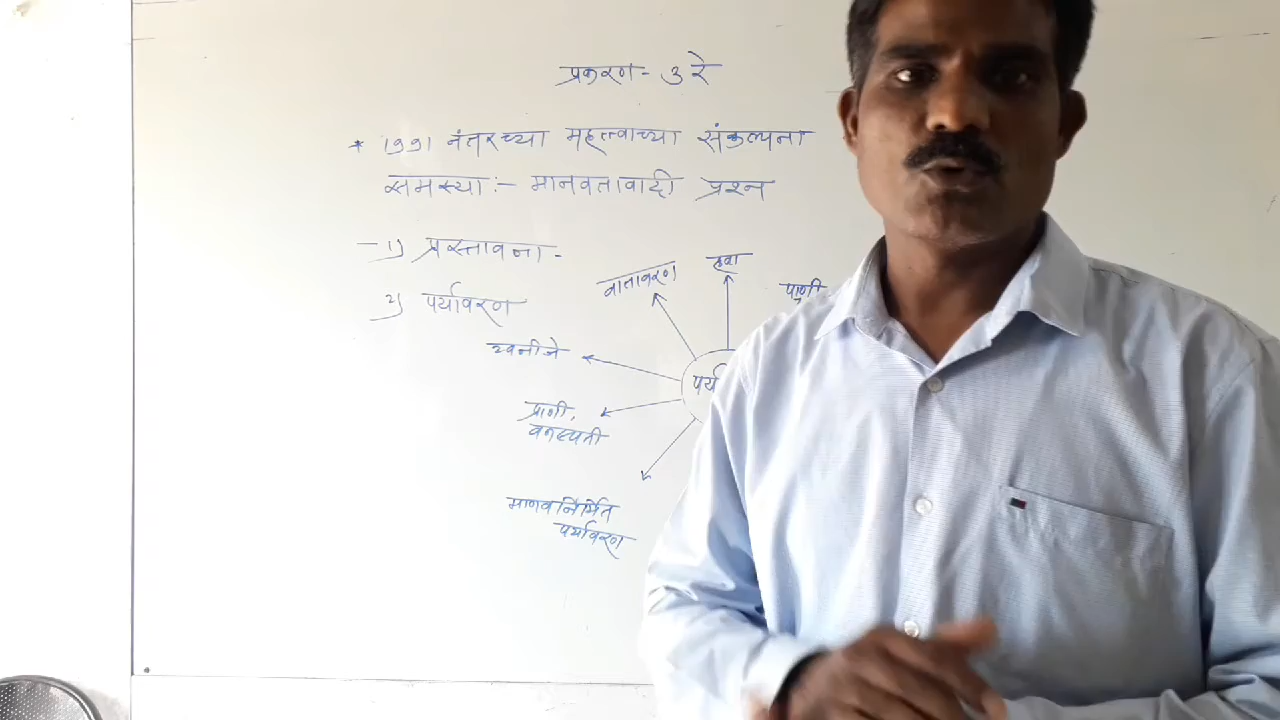 प्रकरण - ३ रे
* १९९१ नंतरच्या महत्त्वाच्या संकल्पना
समस्या :- मानवतावादी प्रश्न
- १) प्रस्तावना -
२) पर्यावरण
वातावरण
हवा
पाणी
खनीजे
पर्या
प्राणी,
वनस्पती
मानवनिर्मित
पर्यावरण